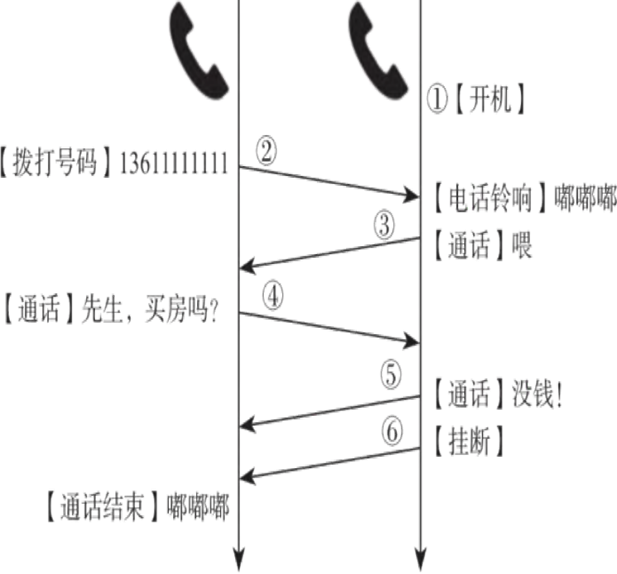 ①【开机】
②
【拨打号码】13611111111
【电话铃响】嘟嘟嘟
③
【通话】喂
④
【通话】先生，买房吗？
⑤
【通话】没钱！
⑥
【挂断】
【通话结束】嘟嘟嘟